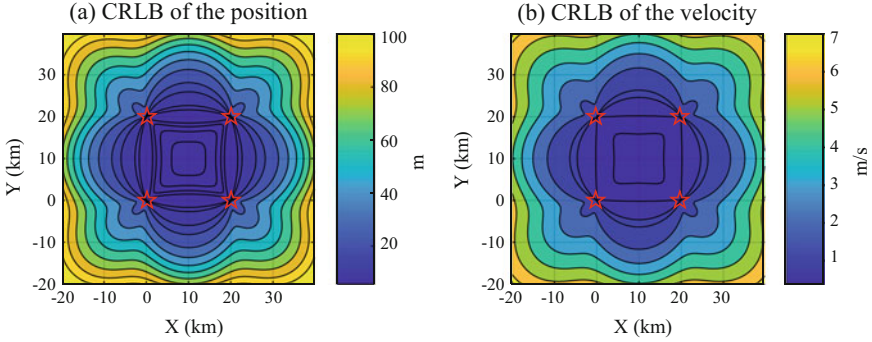 (a) CRLB of the position
(b) CRLB of the velocity
Y (km)
30
20
10
0
-10
-20
-20 -10 0 10 20 30
X (km)
100
80
60
40
20
m
Y (km)
30
20
10
0
-10
-20
-20 -10 0 10 20 30
X (km)
7
6
5
4
3
2
1
m/s